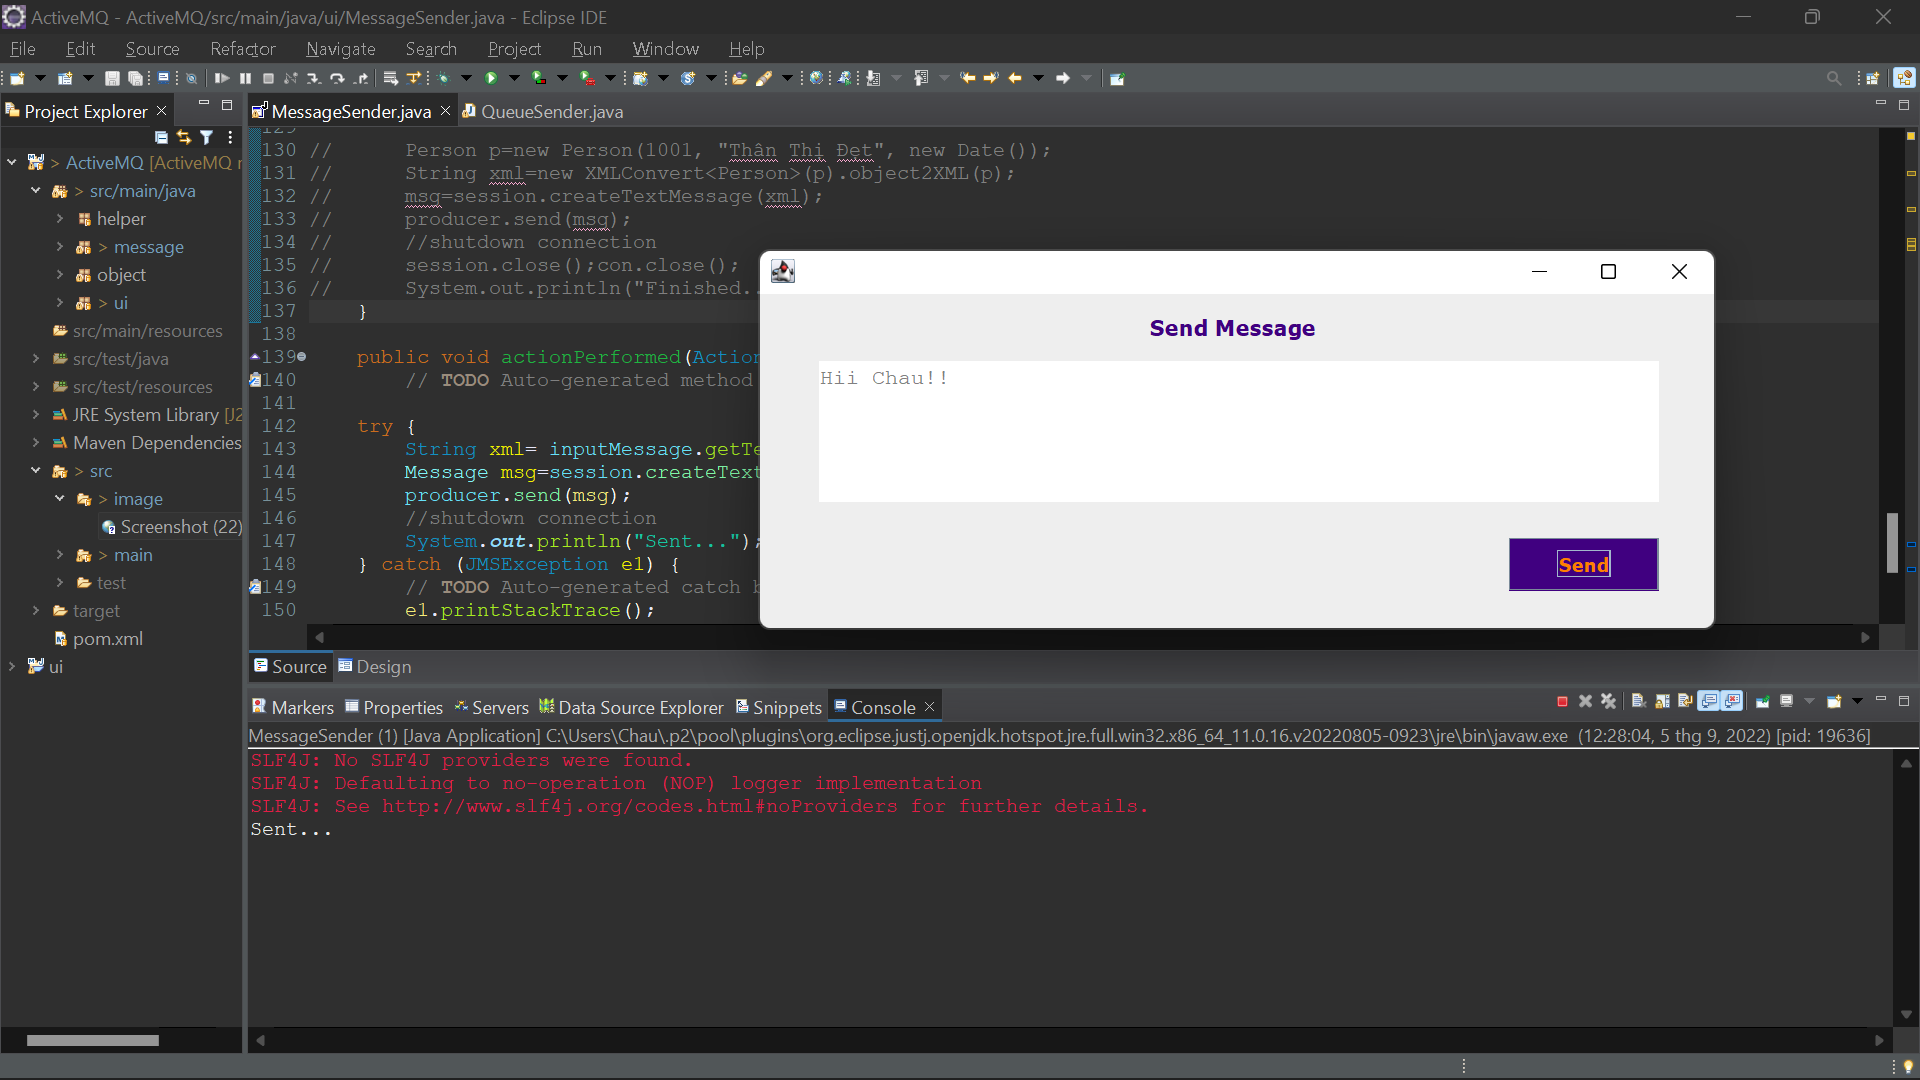 ActiveMQ - ActiveMQ/src/main/java/ui/MessageSender.java - Eclipse IDE
File Edit Source Refactor Navigate Search Project Run Window Help
Project Explorer
> ActiveMQ [ActiveMQ
> src/main/java
helper
> message
object
> ui
src/main/resources
src/test/java
src/test/resources
JRE System Library [J2
Maven Dependencies
> src
> image
Screenshot (22)
> main
> test
target
pom.xml
ui
MessageSender.java QueueSender.java
129
130 // Person p=new Person(1001, "Thân Thị Đẹt", new Date());
131 // String xml=new XMLConvert<Person>(p).object2XML(p);
132 // msg=session.createTextMessage(xml);
133 // producer.send(msg);
134 // //shutdown connection
135 // session.close();con.close();
136 // System.out.println("Finished..
137 }
138
139 public void actionPerformed(Action
140 // TODO Auto-generated method
141
142 try {
143 String xml= inputMessage.getTe
144 Message msg=session.createText
145 producer.send(msg);
146 //shutdown connection
147 System.out.println("Sent...");
148 } catch (JMSException e1) {
149 // TODO Auto-generated catch b
150 e1.printStackTrace();
Send Message
Hii Chau!!
Send
Source Design
Markers Properties Servers Data Source Explorer Snippets Console
MessageSender (1) [Java Application] C:\Users\Chau\.p2\pool\plugins\org.eclipse.justj.openjdk.hotspot.jre.full.win32.x86_64_11.0.16.v20220805-0923\jre\bin\javaw.exe (12:28:04, 5 thg 9, 2022) [pid: 19636]
SLF4J: No SLF4J providers were found.
SLF4J: Defaulting to no-operation (NOP) logger implementation
SLF4J: See http://www.slf4j.org/codes.html#noProviders for further details.
Sent...